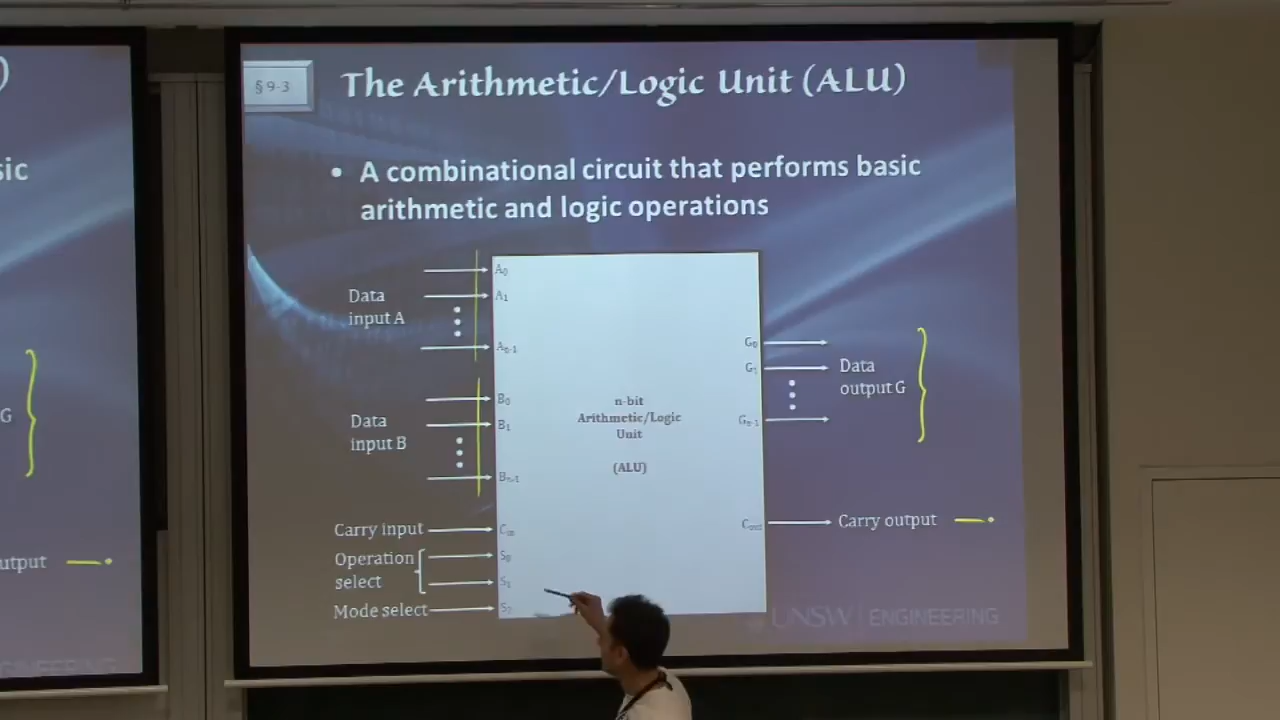 )
sic
G
utput
§ 9-3
The Arithmetic/Logic Unit (ALU)
• A combinational circuit that performs basic
arithmetic and logic operations
Data
input A
A0
A1
An-1
Data
input B
B0
B1
Bn-1
Carry input
Cin
Operation
select
S0
S1
Mode select
S2
n-bit
Arithmetic/Logic
Unit
(ALU)
G0
G1
Gn-1
Data
output G
Cout
Carry output
UNSW | ENGINEERING